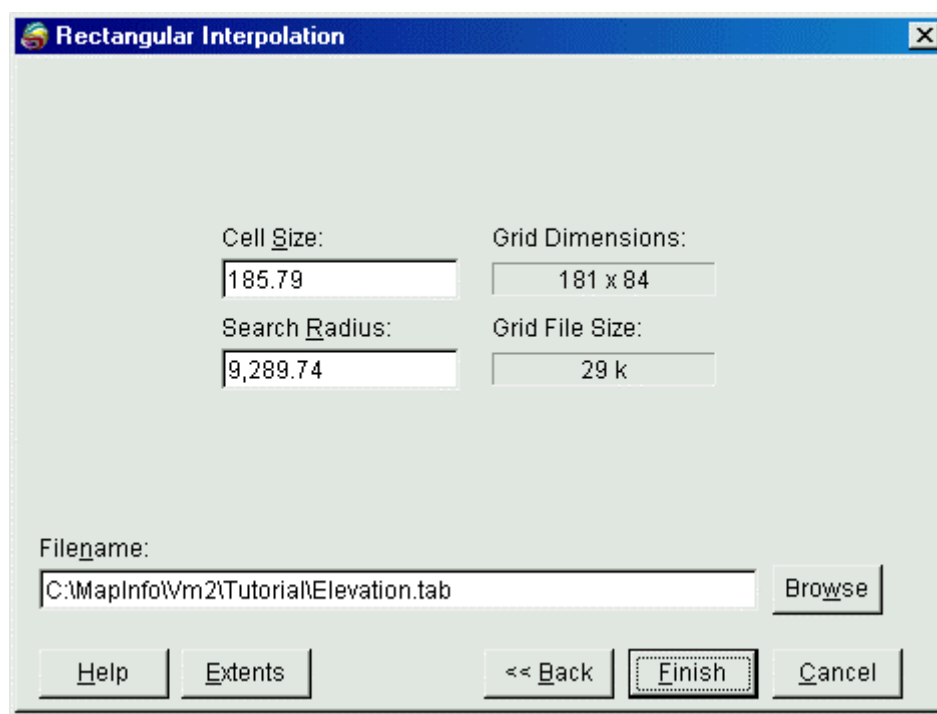 Rectangular Interpolation
Cell Size:
Grid Dimensions:
185.79
181 x 84
Search Radius:
Grid File Size:
9,289.74
29 k
Filename:
C:\MapInfo\Vm2\Tutorial\Elevation.tab
Browse
Help
Extents
<< Back
Finish
Cancel